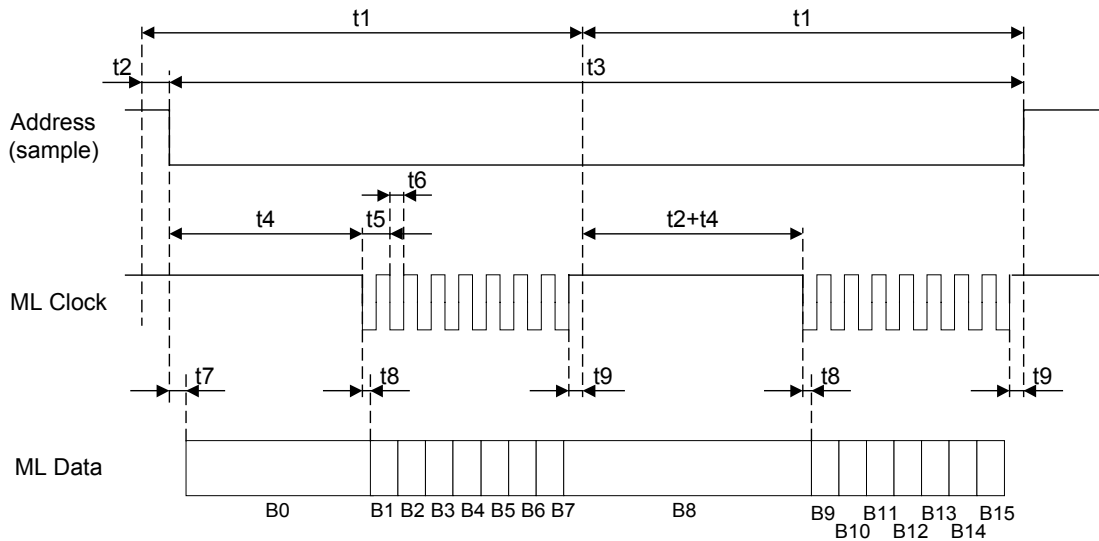 t1 t1
t2 t3
Address
(sample)
t6
t4 t5 t2+t4
ML Clock
t7 t8 t9 t8 t9
ML Data
B0 B1 B2 B3 B4 B5 B6 B7 B8 B9 B11 B13 B15
B10 B12 B14